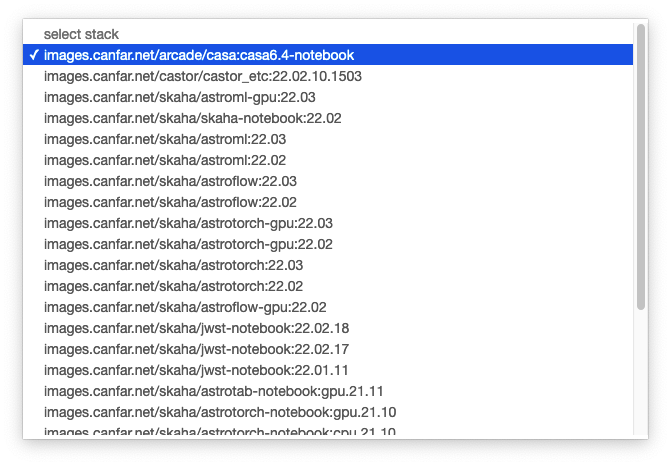 select stack
✓ images.canfar.net/arcade/casa:casa6.4-notebook
images.canfar.net/castor/castor_etc:22.02.10.1503
images.canfar.net/skaha/astroml-gpu:22.03
images.canfar.net/skaha/skaha-notebook:22.02
images.canfar.net/skaha/astroml:22.03
images.canfar.net/skaha/astroml:22.02
images.canfar.net/skaha/astroflow:22.03
images.canfar.net/skaha/astroflow:22.02
images.canfar.net/skaha/astrotorch-gpu:22.03
images.canfar.net/skaha/astrotorch-gpu:22.02
images.canfar.net/skaha/astrotorch:22.03
images.canfar.net/skaha/astrotorch:22.02
images.canfar.net/skaha/astroflow-gpu:22.02
images.canfar.net/skaha/jwst-notebook:22.02.18
images.canfar.net/skaha/jwst-notebook:22.02.17
images.canfar.net/skaha/jwst-notebook:22.01.11
images.canfar.net/skaha/astrotab-notebook:gpu.21.11
images.canfar.net/skaha/astrotorch-notebook:gpu.21.10
images.canfar.net/skaha/astrotorch-notebook:cpu.21.10